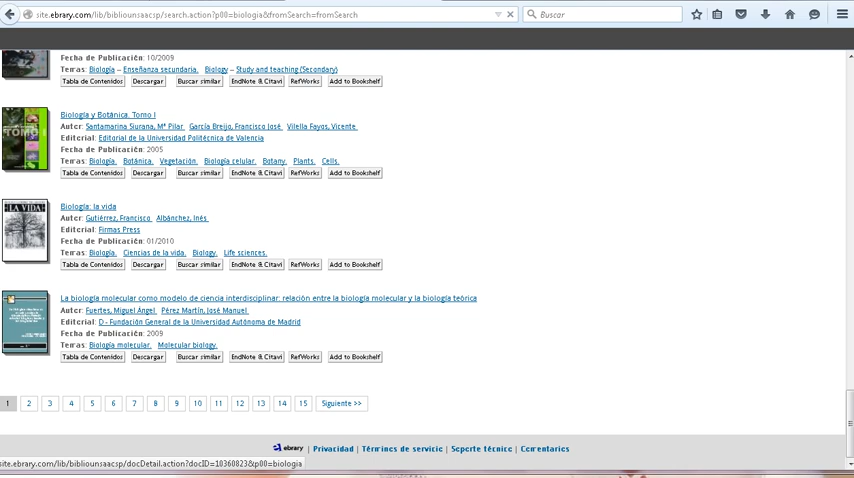 site.ebrary.com/lib/bibliounsaacsp/search.action?p00=biologia&fromSearch=fromSearch
Buscar
Fecha de Publicación: 10/2009
Temas: Biología -- Enseñanza secundaria. Biology -- Study and teaching (Secondary)
Tabla de Contenidos Descargar Buscar similar EndNote & Citavi RefWorks Add to Bookshelf
Biología y Botánica. Tomo I
Autor: Santamarina Siurana, Mª Pilar García Breijo, Francisco José Vilella Fayos, Vicente
Editorial: Editorial de la Universidad Politécnica de Valencia
Fecha de Publicación: 2005
Temas: Biología. Botánica. Vegetación. Biología celular. Botany. Plants. Cells.
Tabla de Contenidos Descargar Buscar similar EndNote & Citavi RefWorks Add to Bookshelf
TOMO I
Biología: la vida
Autor: Gutiérrez, Francisco Albánchez, Inés
Editorial: Firmas Press
Fecha de Publicación: 01/2010
Temas: Biología. Ciencias de la vida. Biology. Life sciences.
Tabla de Contenidos Descargar Buscar similar EndNote & Citavi RefWorks Add to Bookshelf
LA VIDA
La biología molecular como modelo de ciencia interdisciplinar: relación entre la biología molecular y la biología teórica
Autor: Fuertes, Miguel Ángel Pérez Martín, José Manuel
Editorial: D - Fundación General de la Universidad Autónoma de Madrid
Fecha de Publicación: 2009
Temas: Biología molecular. Molecular biology.
Tabla de Contenidos Descargar Buscar similar EndNote & Citavi RefWorks Add to Bookshelf
1 2 3 4 5 6 7 8 9 10 11 12 13 14 15 Siguiente >>
ebrary | Privacidad | Términos de servicio | Soporte técnico | Comentarios
site.ebrary.com/lib/bibliounsaacsp/docDetail.action?docID=10360823&p00=biologia